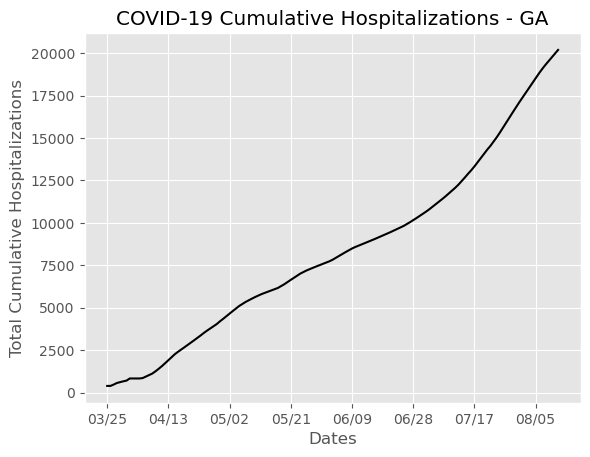 COVID-19 Cumulative Hospitalizations - GA
Total Cumulative Hospitalizations
20000
17500
15000
12500
10000
7500
5000
2500
0
03/25 04/13 05/02 05/21 06/09 06/28 07/17 08/05
Dates